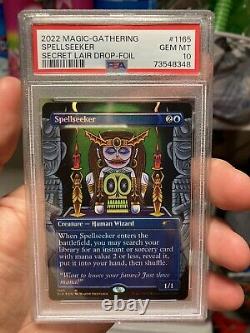 2022 MAGIC-GATHERING #1165
SPELLSEEKER GEM MT
SECRET LAIR DROP-FOIL 10
PSA 73548348
Spellseeker 2
Creature — Human Wizard
When Spellseeker enters the
battlefield, you may search your
library for an instant or sorcery card
with mana value 2 or less, reveal it,
put it into your hand, then shuffle.
"Want to know your future? Just three
mana!"
1/1